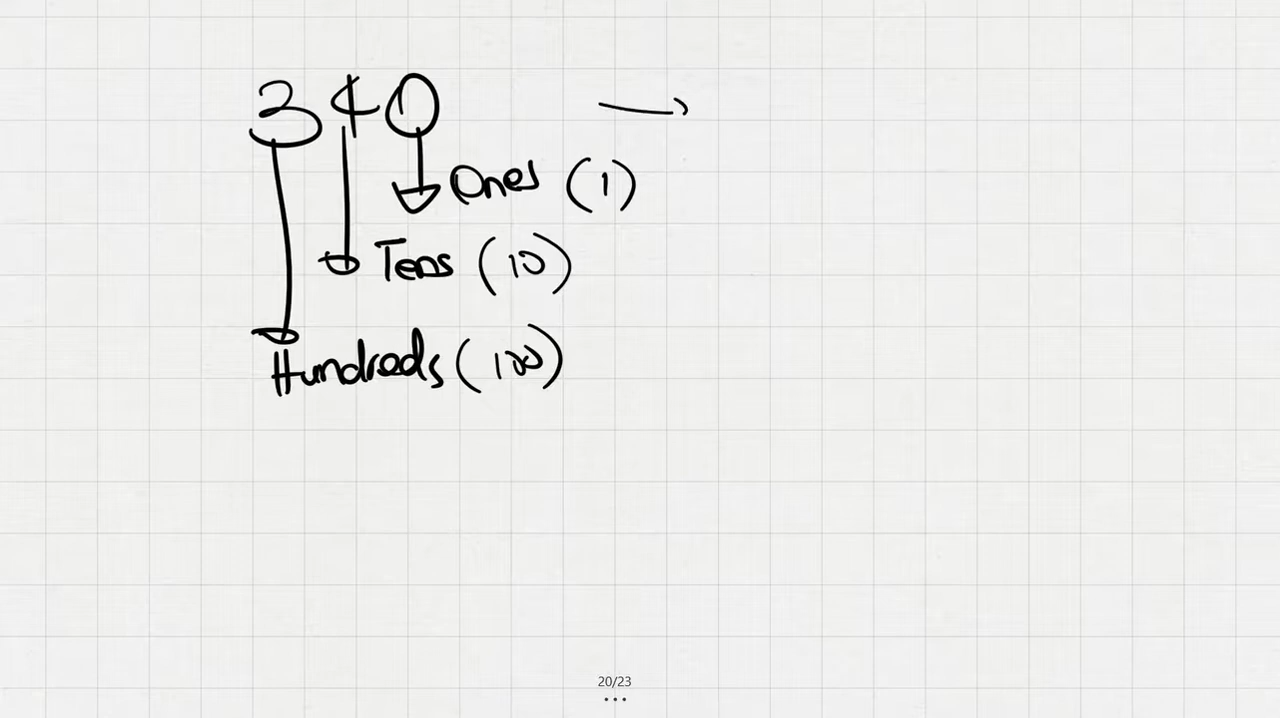 340 →
Ones (1)
Tens (10)
Hundreds (100)
20/23